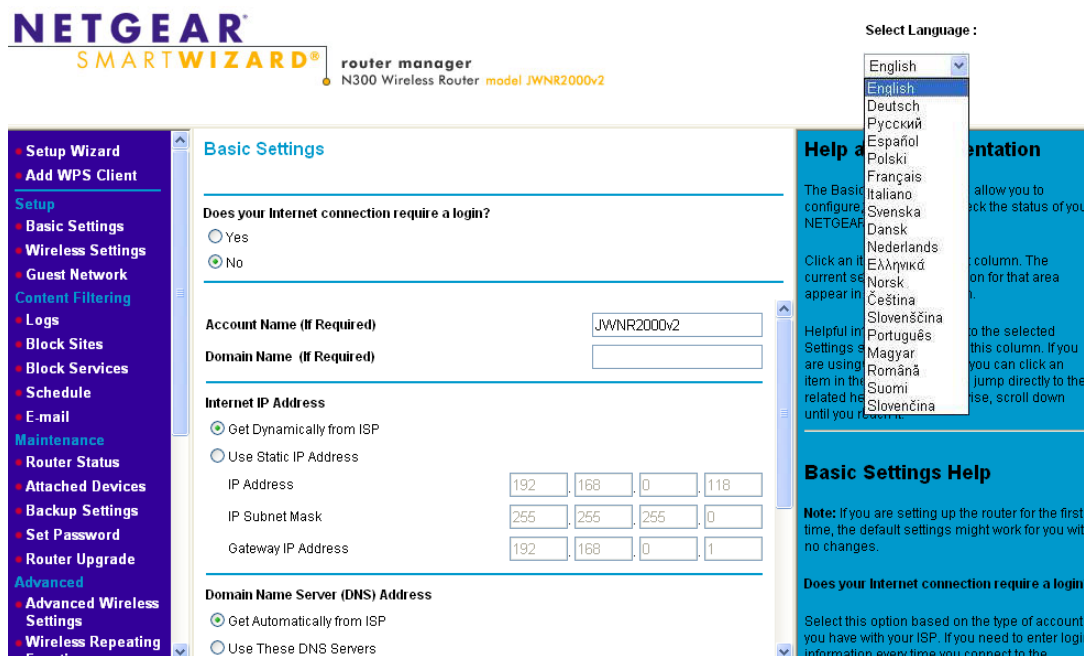 NETGEAR®
SMARTWIZARD®
router manager
N300 Wireless Router model JWNR2000v2
Select Language :
English
English
Deutsch
Русский
Español
Polski
Français
Italiano
Svenska
Dansk
Nederlands
Ελληνικά
Norsk
Čeština
Slovenščina
Português
Magyar
Română
Suomi
Slovenčina
Setup Wizard
Add WPS Client
Setup
Basic Settings
Wireless Settings
Guest Network
Content Filtering
Logs
Block Sites
Block Services
Schedule
E-mail
Maintenance
Router Status
Attached Devices
Backup Settings
Set Password
Router Upgrade
Advanced
Advanced Wireless
Settings
Wireless Repeating
Basic Settings
Does your Internet connection require a login?
Yes
No
Account Name (If Required) JWNR2000v2
Domain Name (If Required)
Internet IP Address
Get Dynamically from ISP
Use Static IP Address
IP Address 192 . 168 . 0 . 118
IP Subnet Mask 255 . 255 . 255 . 0
Gateway IP Address 192 . 168 . 0 . 1
Domain Name Server (DNS) Address
Get Automatically from ISP
Use These DNS Servers
Help a entation
The Basic allow you to
configure, eck the status of you
NETGEAR
Click an it column. The
current se on for that area
appear in
Helpful in to the selected
Settings s this column. If you
are using you can click an
item in the jump directly to the
related he ise, scroll down
until you reach it.
Basic Settings Help
Note: If you are setting up the router for the first
time, the default settings might work for you wit
no changes.
Does your Internet connection require a login
Select this option based on the type of account
you have with your ISP. If you need to enter logi
information every time you connect to the